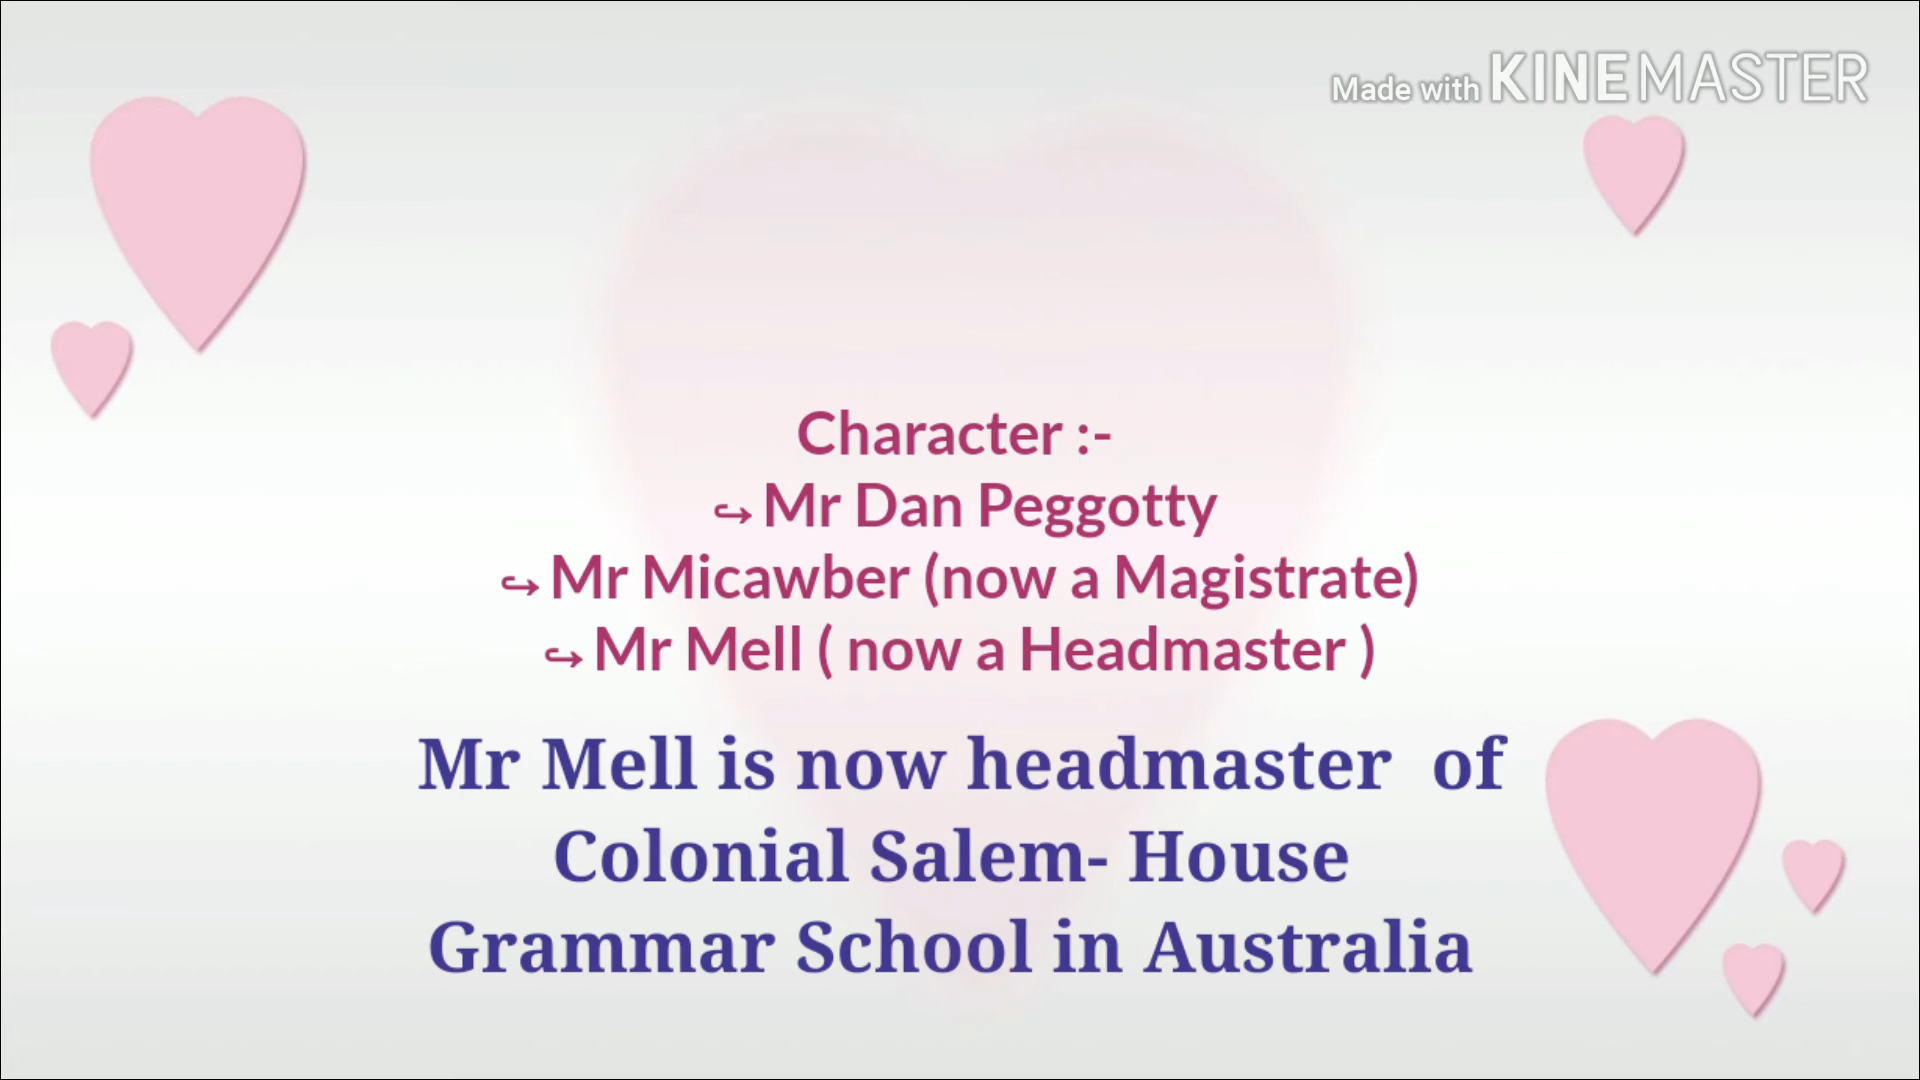 Made with KINEMASTER
Character :-
↪Mr Dan Peggotty
↪Mr Micawber (now a Magistrate)
↪Mr Mell ( now a Headmaster )
Mr Mell is now headmaster  of
Colonial Salem- House
Grammar School in Australia